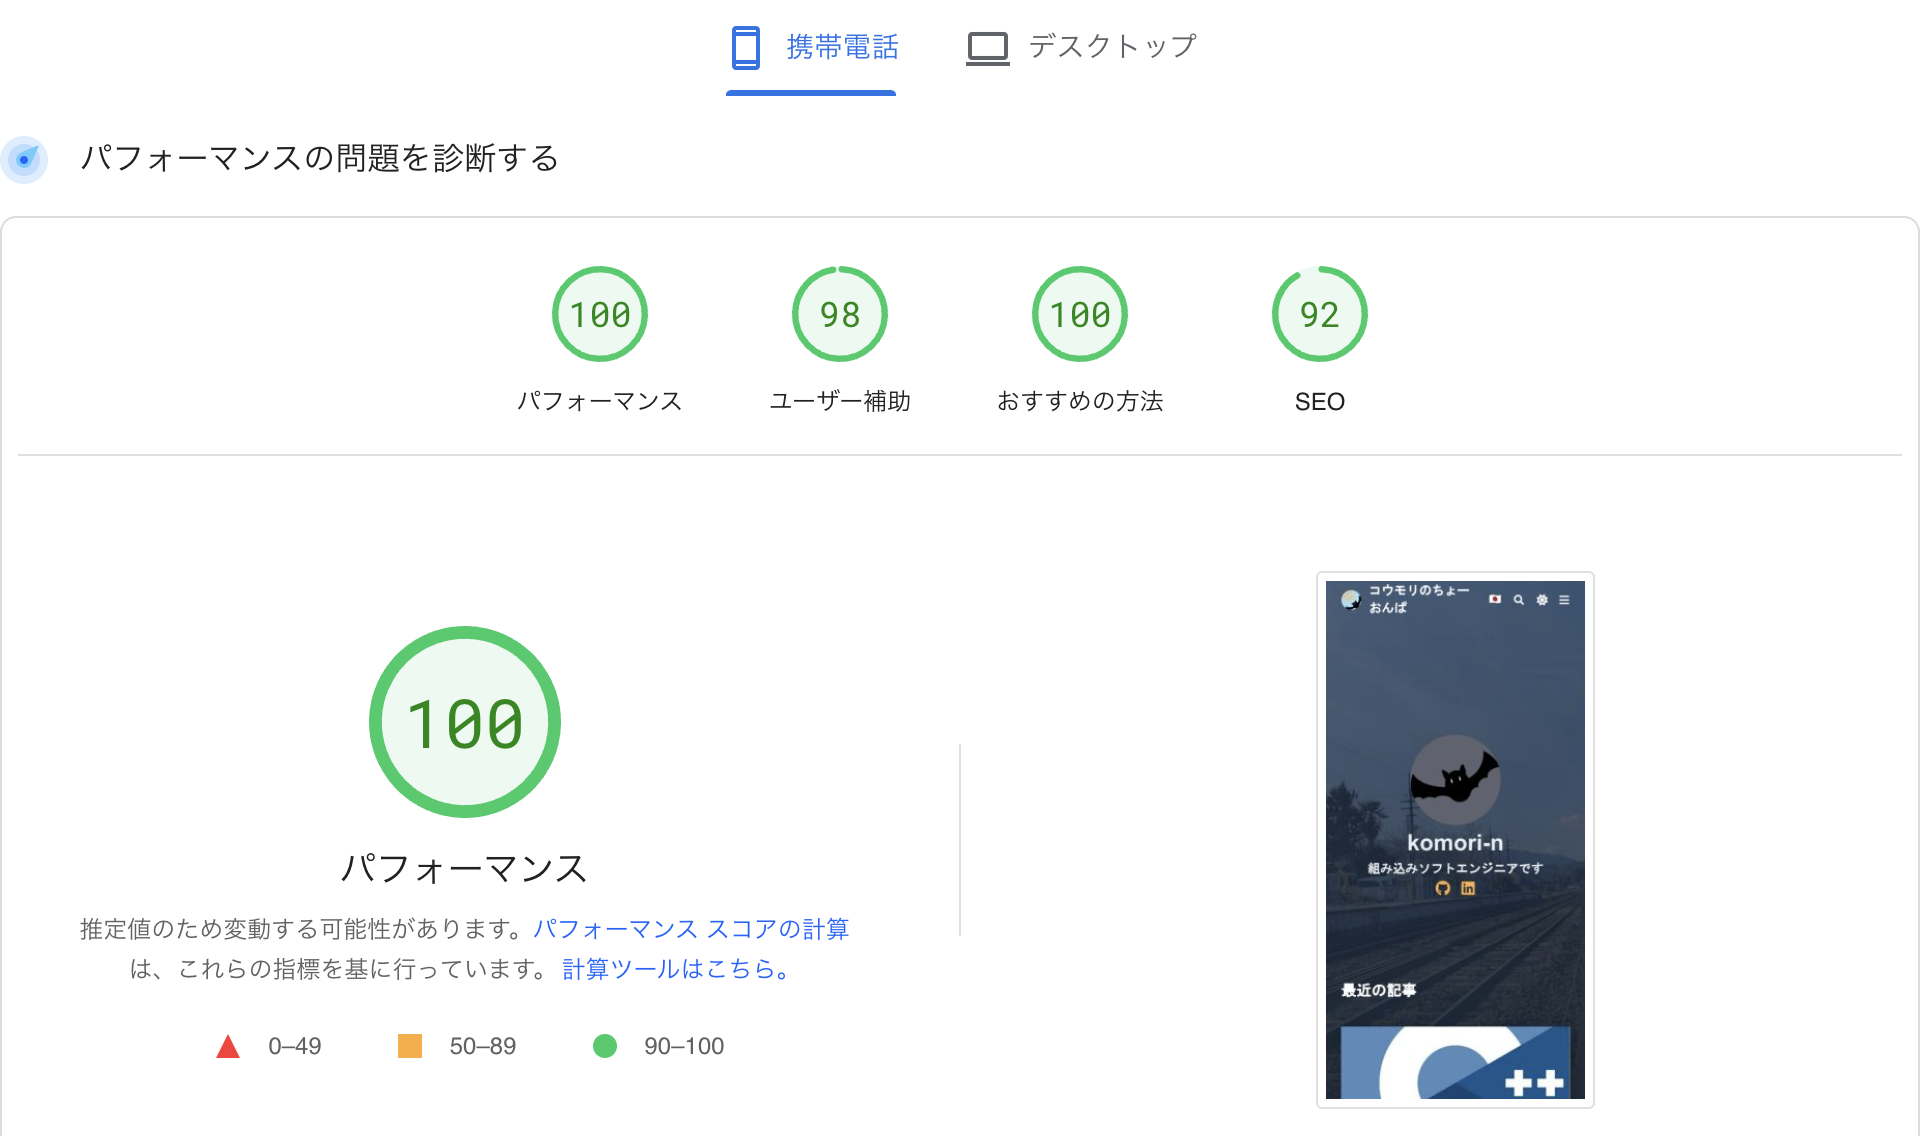 携帯電話
デスクトップ
パフォーマンスの問題を診断する
100
98
100
92
パフォーマンス
ユーザー補助
おすすめの方法
SEO
100
パフォーマンス
推定値のため変動する可能性があります。パフォーマンス スコアの計算
は、これらの指標を基に行っています。計算ツールはこちら。
0–49
50–89
90–100
コウモリのちょー
おんぱ
komori-n
組み込みソフトエンジニアです
in
最近の記事
C
++